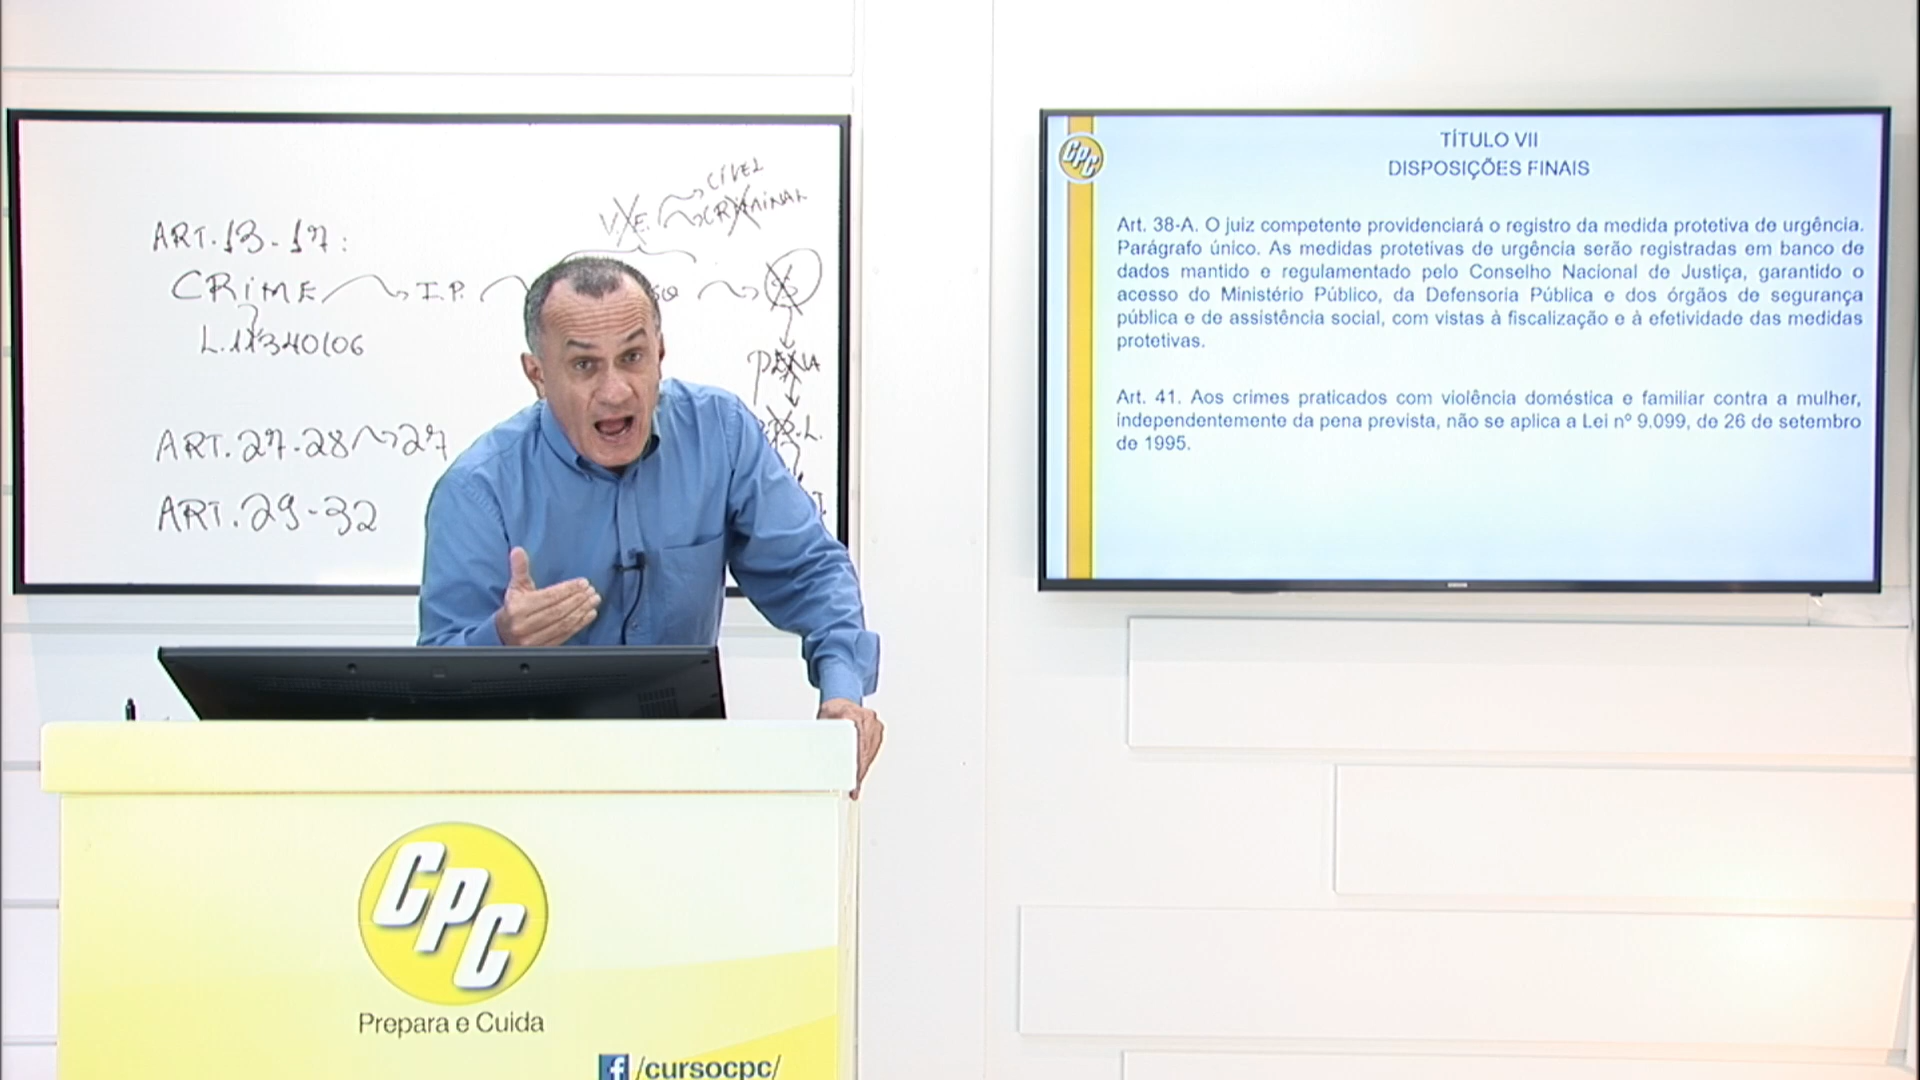 ART. 13-17:
CRiME I.P.
L.11340/06
ART. 27-28 27
ART. 29-32
V.E. CÍVEL
CRIMINAL
PENA
TÍTULO VII
DISPOSIÇÕES FINAIS
Art. 38-A. O juiz competente providenciará o registro da medida protetiva de urgência.
Parágrafo único. As medidas protetivas de urgência serão registradas em banco de
dados mantido e regulamentado pelo Conselho Nacional de Justiça, garantido o
acesso do Ministério Público, da Defensoria Pública e dos órgãos de segurança
pública e de assistência social, com vistas à fiscalização e à efetividade das medidas
protetivas.
Art. 41. Aos crimes praticados com violência doméstica e familiar contra a mulher,
independentemente da pena prevista, não se aplica a Lei nº 9.099, de 26 de setembro
de 1995.
CPC
CPC
Prepara e Cuida
f /cursocpc/